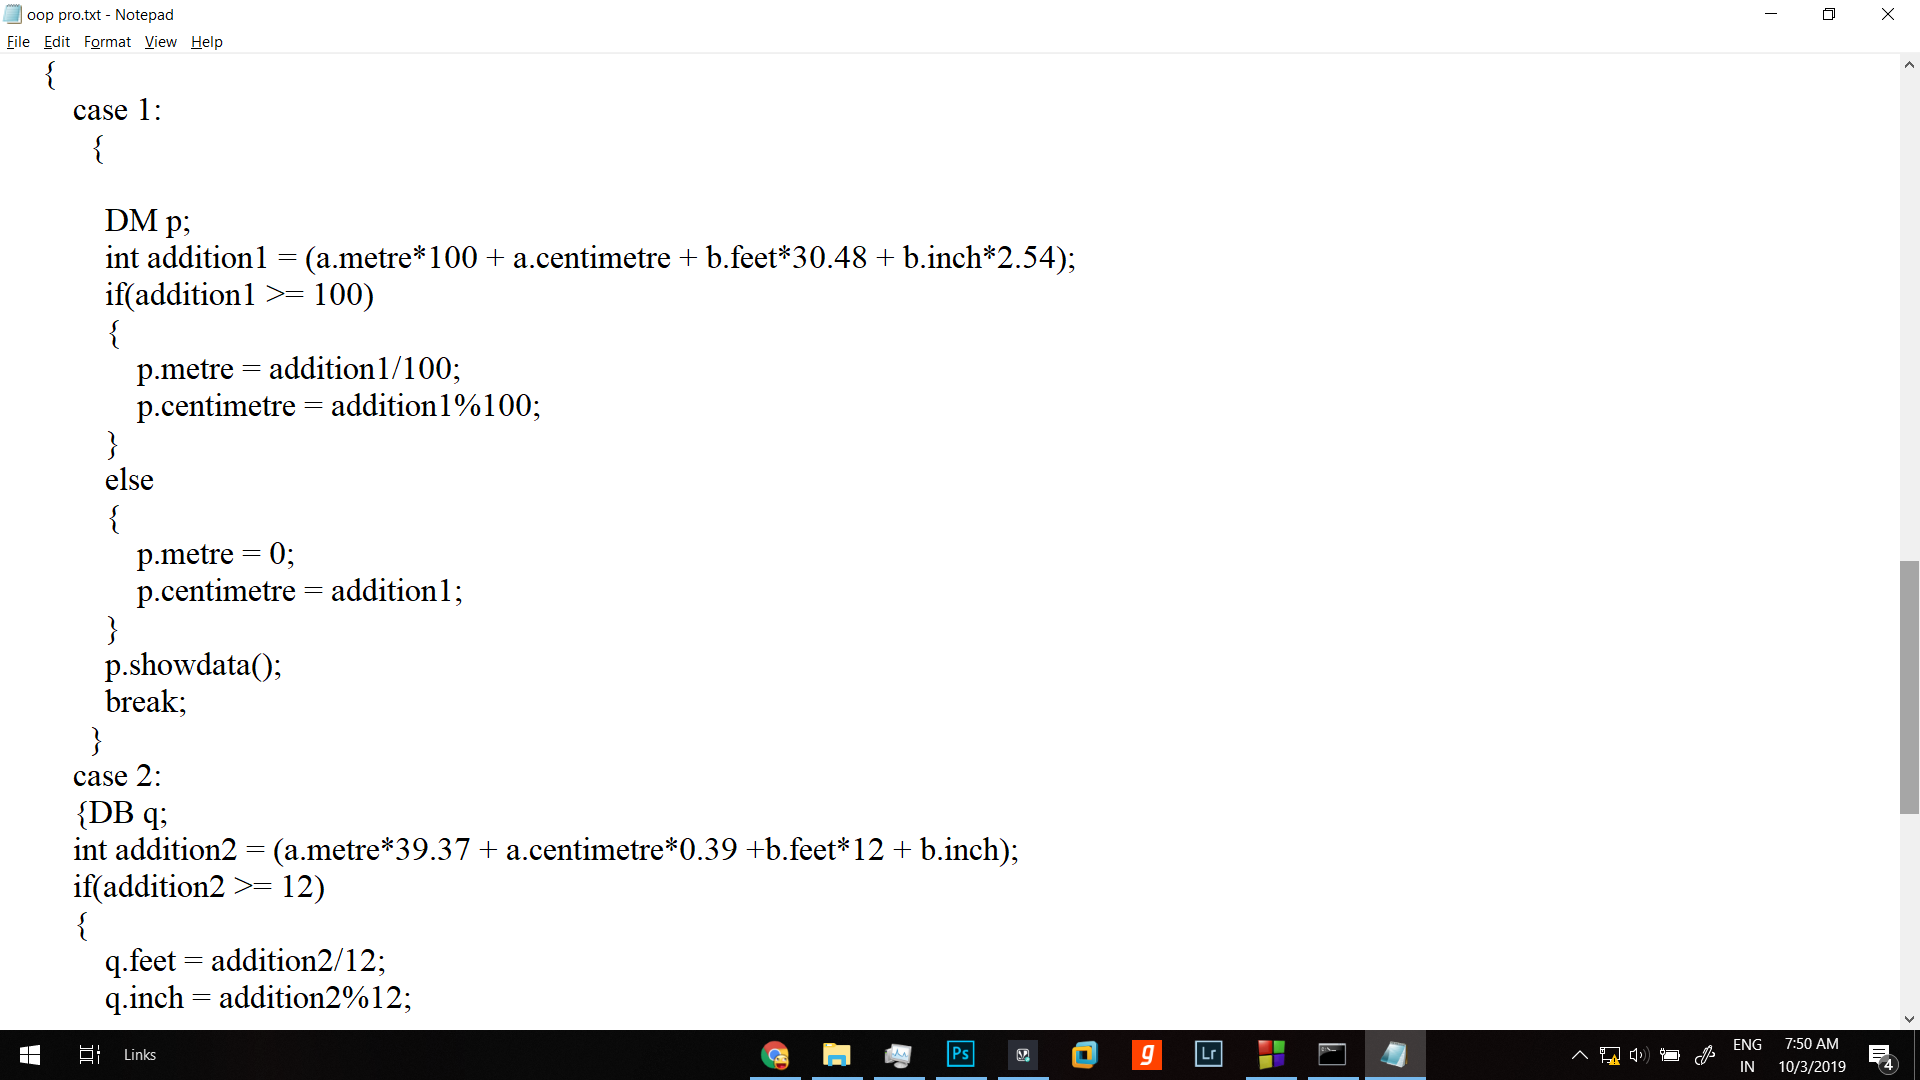 oop pro.txt - Notepad
File Edit Format View Help
{
case 1:
{
DM p;
int addition1 = (a.metre*100 + a.centimetre + b.feet*30.48 + b.inch*2.54);
if(addition1 >= 100)
{
p.metre = addition1/100;
p.centimetre = addition1%100;
}
else
{
p.metre = 0;
p.centimetre = addition1;
}
p.showdata();
break;
}
case 2:
{DB q;
int addition2 = (a.metre*39.37 + a.centimetre*0.39 +b.feet*12 + b.inch);
if(addition2 >= 12)
{
q.feet = addition2/12;
q.inch = addition2%12;
Links
Ps
g
Lr
ENG
IN
7:50 AM
10/3/2019
4